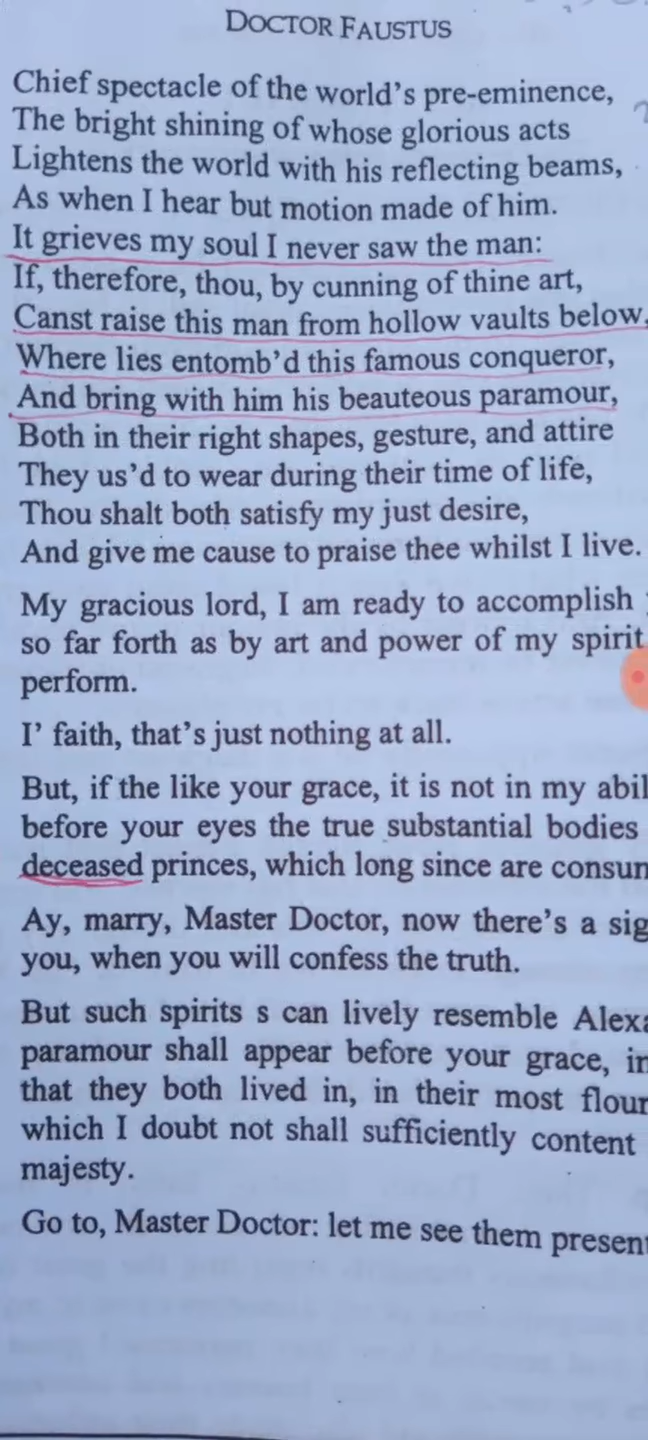 DOCTOR FAUSTUS
Chief spectacle of the world's pre-eminence,
The bright shining of whose glorious acts
Lightens the world with his reflecting beams,
As when I hear but motion made of him.
It grieves my soul I never saw the man:
If, therefore, thou, by cunning of thine art,
Canst raise this man from hollow vaults below,
Where lies entomb'd this famous conqueror,
And bring with him his beauteous paramour,
Both in their right shapes, gesture, and attire
They us'd to wear during their time of life,
Thou shalt both satisfy my just desire,
And give me cause to praise thee whilst I live.
My gracious lord, I am ready to accomplish
so far forth as by art and power of my spirit
perform.
I' faith, that's just nothing at all.
But, if the like your grace, it is not in my abil
before your eyes the true substantial bodies
deceased princes, which long since are consum
Ay, marry, Master Doctor, now there's a sig
you, when you will confess the truth.
But such spirits s can lively resemble Alexa
paramour shall appear before your grace, in
that they both lived in, in their most flour
which I doubt not shall sufficiently content
majesty.
Go to, Master Doctor: let me see them present